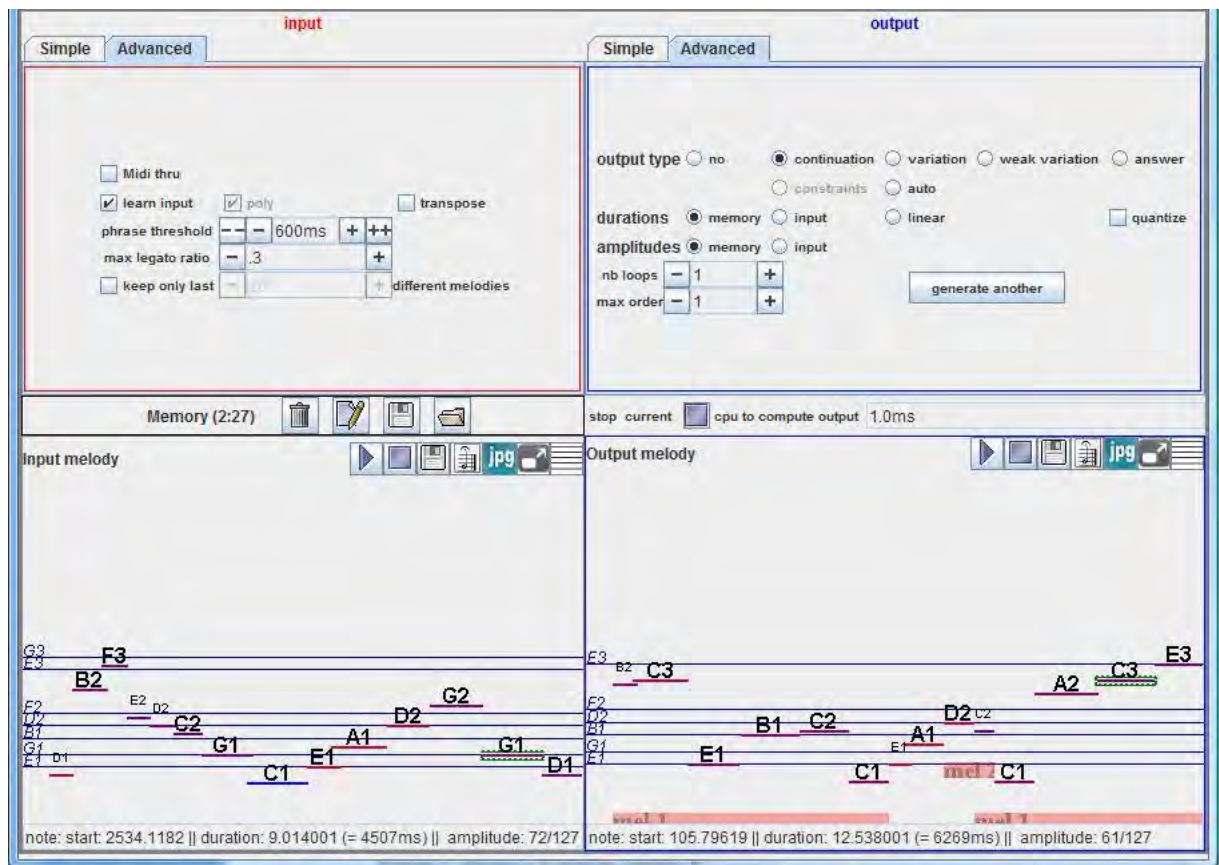 input
Simple Advanced
Midi thru
learn input poly transpose
phrase threshold -- - 600ms + ++
max legato ratio - .3 +
keep only last - + different melodies
Memory (2:27)
Input melody jpg
G3
E3
F3
B2
E2
D2
C2
G2
D2
F2
D2
B1
G1
E1
D1
G1
C1
E1
A1
G1
D1
note: start: 2534.1182 || duration: 9.014001 (= 4507ms) || amplitude: 72/127
output
Simple Advanced
output type no continuation variation weak variation answer
constraints auto
durations memory input linear quantize
amplitudes memory input
nb loops - 1 +
max order - 1 + generate another
stop current cpu to compute output 1.0ms
Output melody jpg
E3
B2
C3
A2
C3
E3
F2
D2
B1
G1
E1
E1
B1
C2
C1
E1
A1
D2
C2
mel 2
C1
mel 1
mel 1
note: start: 105.79619 || duration: 12.538001 (= 6269ms) || amplitude: 61/127